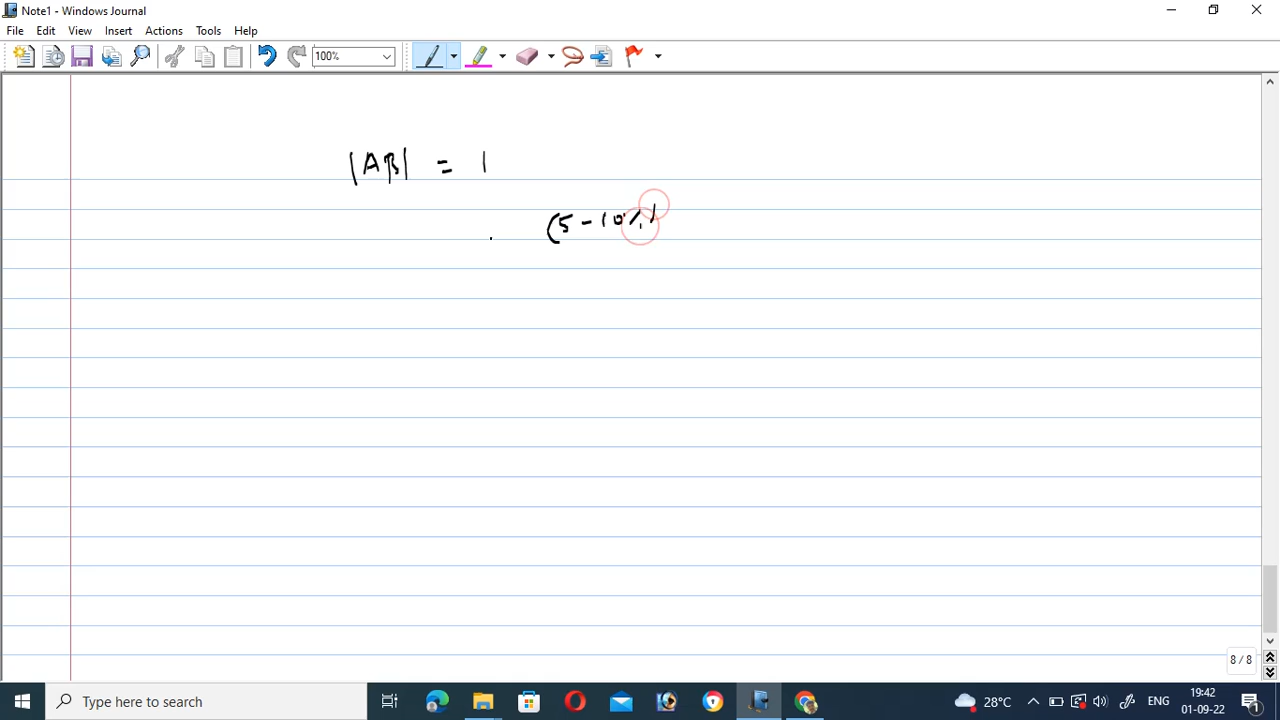 Note1 - Windows Journal
File Edit View Insert Actions Tools Help
100%
|AB| = 1
(5-10%)
8 / 8
Type here to search
28°C
ENG
19:42
01-09-22
1